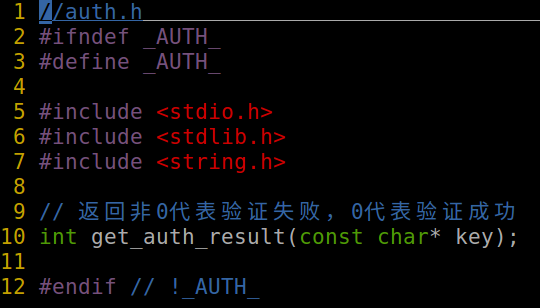 1 //auth.h
2 #ifndef _AUTH_
3 #define _AUTH_
4
5 #include <stdio.h>
6 #include <stdlib.h>
7 #include <string.h>
8
9 // 返回非0代表验证失败，0代表验证成功
10 int get_auth_result(const char* key);
11
12 #endif // !_AUTH_